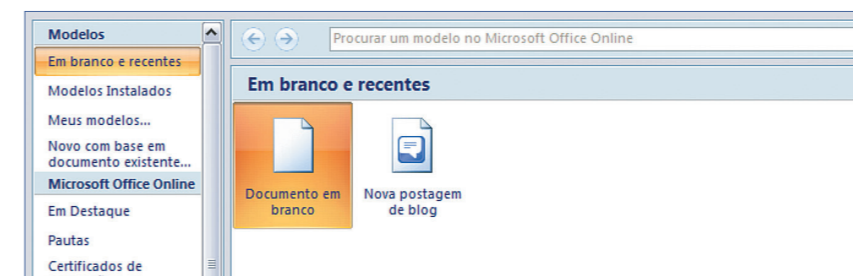 Modelos
Em branco e recentes
Modelos Instalados
Meus modelos...
Novo com base em
documento existente...
Microsoft Office Online
Em Destaque
Pautas
Certificados de
Procurar um modelo no Microsoft Office Online
Em branco e recentes
Documento em
branco
Nova postagem
de blog